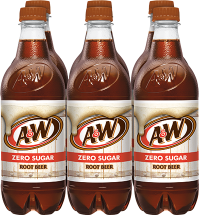 A&W A&W A&W
ZERO SUGAR ZERO SUGAR ZERO SUGAR
ROOT BEER ROOT BEER ROOT BEER